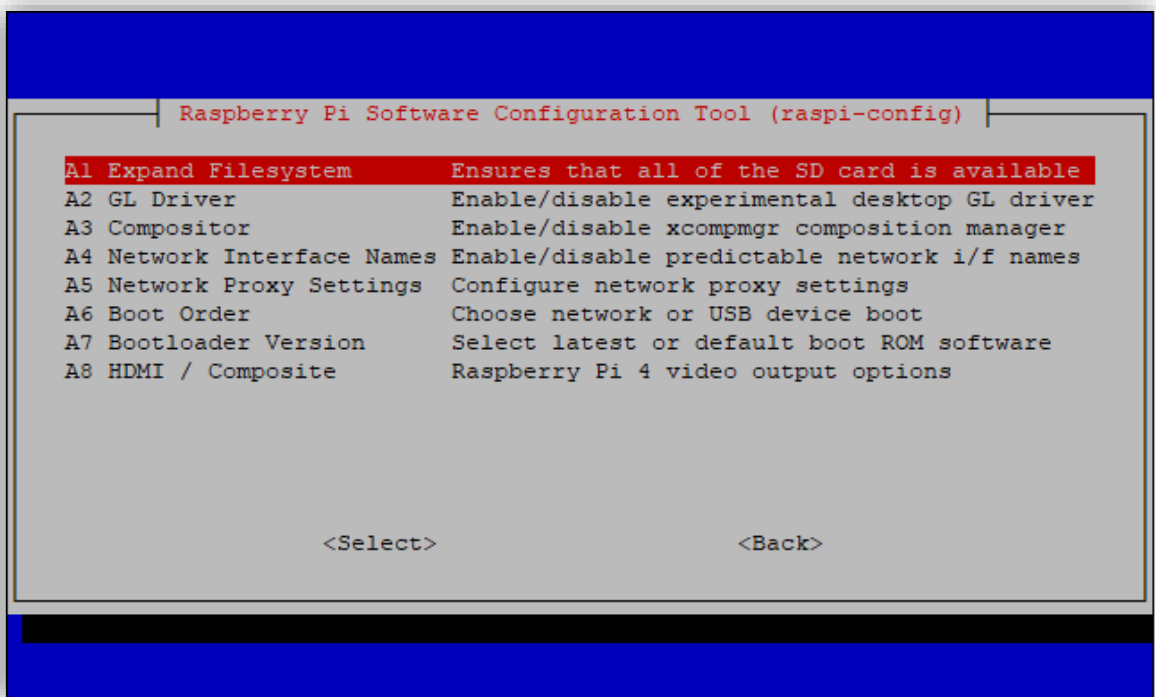 Raspberry Pi Software Configuration Tool (raspi-config)
A1 Expand Filesystem Ensures that all of the SD card is available
A2 GL Driver Enable/disable experimental desktop GL driver
A3 Compositor Enable/disable xcompmgr composition manager
A4 Network Interface Names Enable/disable predictable network i/f names
A5 Network Proxy Settings Configure network proxy settings
A6 Boot Order Choose network or USB device boot
A7 Bootloader Version Select latest or default boot ROM software
A8 HDMI / Composite Raspberry Pi 4 video output options
<Select> <Back>